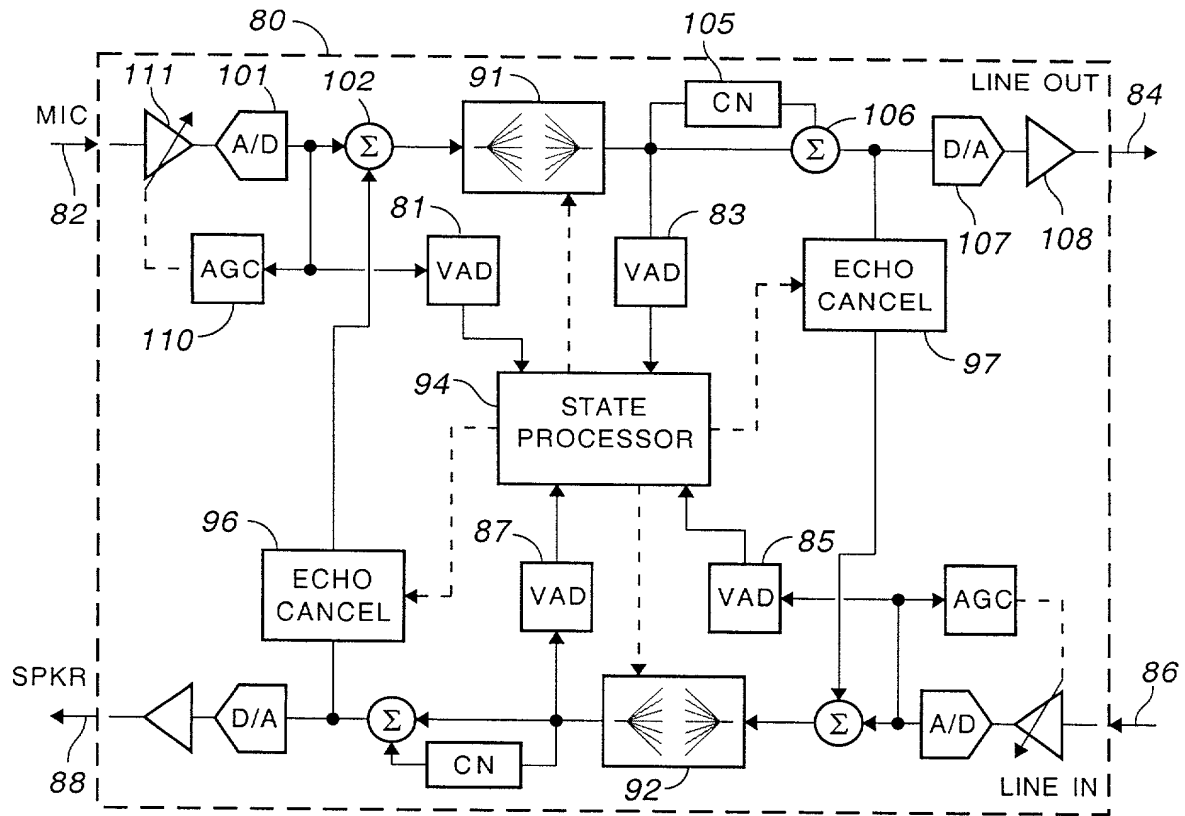 80
105
111
101
102
91
LINE OUT
84
MIC
CN
106
A/D
Σ
Σ
D/A
82
81
83
107
108
AGC
VAD
VAD
ECHO
CANCEL
110
97
94
STATE
PROCESSOR
96
87
85
ECHO
CANCEL
VAD
VAD
AGC
SPKR
86
D/A
Σ
Σ
A/D
88
CN
92
LINE IN